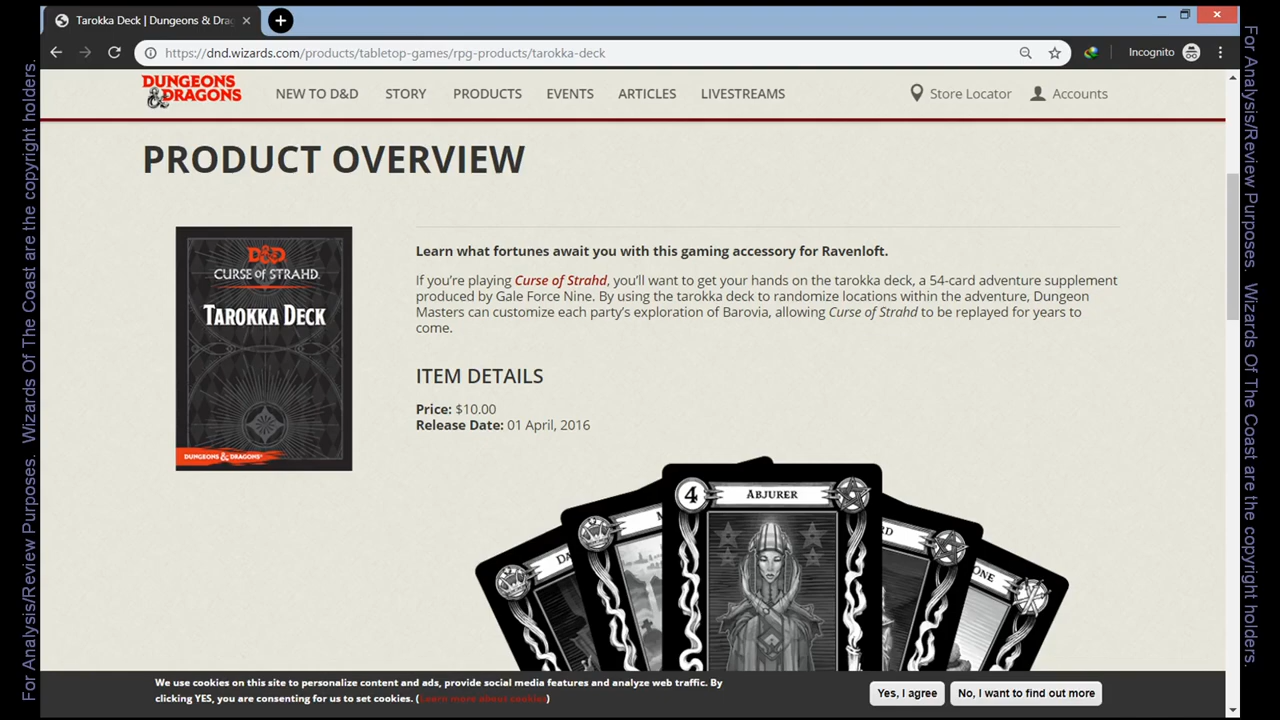 Tarokka Deck | Dungeons & Dra
https://dnd.wizards.com/products/tabletop-games/rpg-products/tarokka-deck
Incognito
DUNGEONS & DRAGONS
NEW TO D&D STORY PRODUCTS EVENTS ARTICLES LIVESTREAMS Store Locator Accounts
PRODUCT OVERVIEW
D&D
CURSE OF STRAHD
TAROKKA DECK
DUNGEONS & DRAGONS®
Learn what fortunes await you with this gaming accessory for Ravenloft.
If you're playing Curse of Strahd, you'll want to get your hands on the tarokka deck, a 54-card adventure supplement
produced by Gale Force Nine. By using the tarokka deck to randomize locations within the adventure, Dungeon
Masters can customize each party's exploration of Barovia, allowing Curse of Strahd to be replayed for years to
come.
ITEM DETAILS
Price: $10.00
Release Date: 01 April, 2016
4 ABJURER
We use cookies on this site to personalize content and ads, provide social media features and analyze web traffic. By
clicking YES, you are consenting for us to set cookies. (Learn more about cookies)
Yes, I agree
No, I want to find out more
For Analysis/Review Purposes. Wizards Of The Coast are the copyright holders.
For Analysis/Review Purposes. Wizards Of The Coast are the copyright holders.